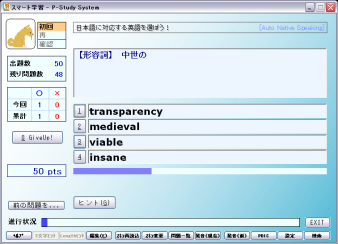 スマート学習 - P-Study System
初回
再
確認
日本語に対応する英語を選ぼう！
[Auto Native Speaking]
【形容詞】 中世の
出題数 50
残り問題数 48
○ ×
今回 1 0
累計 1 0
1 transparency
2 medieval
3 viable
4 insane
GiveUp!
50 pts
前の問題を...
ヒント(G)
進行状況
EXIT
設定